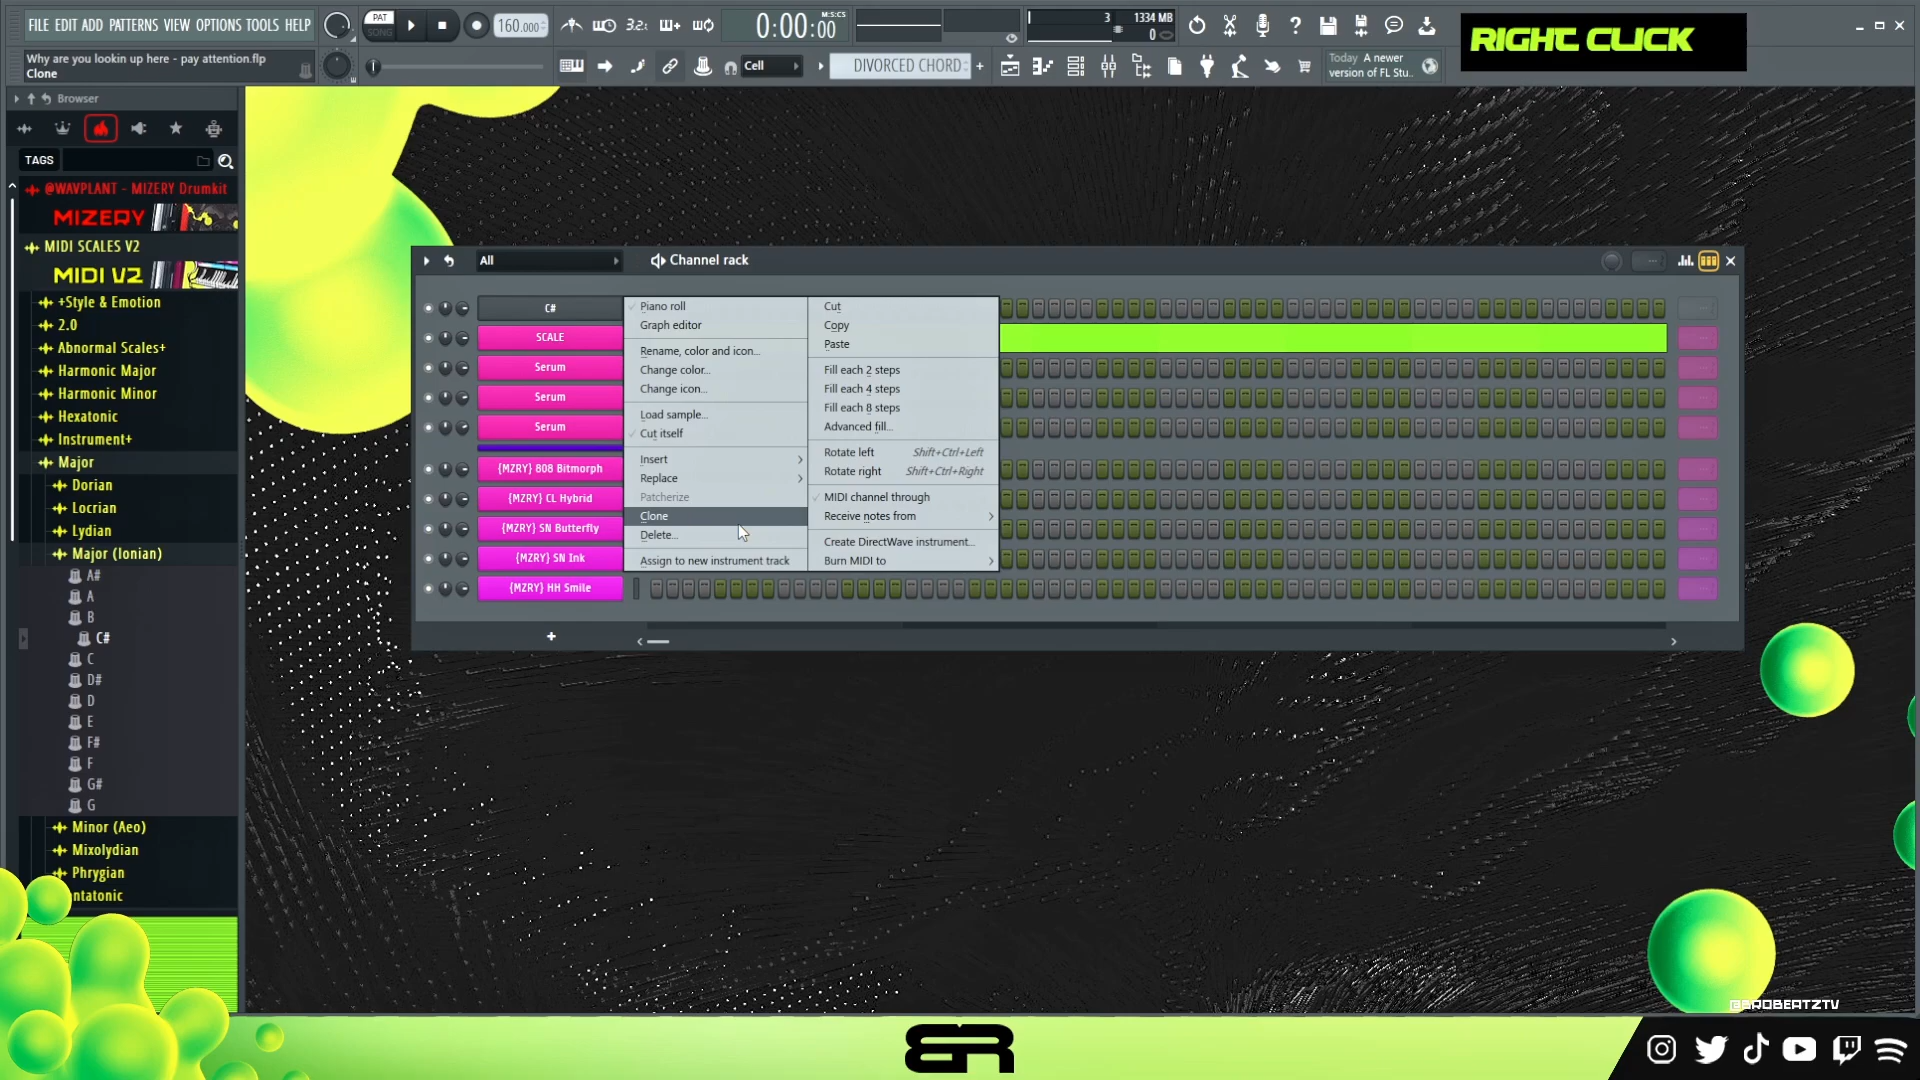 FILE EDIT ADD PATTERNS VIEW OPTIONS TOOLS HELP
PAT
SONG
160.000
3.2.
0:00:00
M:S:CS
3
1334 MB
0
RIGHT CLICK
Why are you lookin up here - pay attention.flp
Clone
Cell
DIVORCED CHORD
Today A newer
version of FL Stu..
Browser
TAGS
@WAVPLANT - MIZERY Drumkit
MIZERY
MIDI SCALES V2
MIDI V2
+Style & Emotion
2.0
Abnormal Scales+
Harmonic Major
Harmonic Minor
Hexatonic
Instrument+
Major
Dorian
Locrian
Lydian
Major (Ionian)
A#
A
B
C#
C
D#
D
E
F#
F
G#
G
Minor (Aeo)
Mixolydian
Phrygian
ntatonic
All
Channel rack
C#
SCALE
Serum
Serum
Serum
{MZRY} 808 Bitmorph
{MZRY} CL Hybrid
{MZRY} SN Butterfly
{MZRY} SN Ink
{MZRY} HH Smile
Piano roll
Graph editor
Rename, color and icon...
Change color...
Change icon...
Load sample...
Cut itself
Insert
Replace
Patcherize
Clone
Delete...
Assign to new instrument track
Cut
Copy
Paste
Fill each 2 steps
Fill each 4 steps
Fill each 8 steps
Advanced fill...
Rotate left Shift+Ctrl+Left
Rotate right Shift+Ctrl+Right
MIDI channel through
Receive notes from
Create DirectWave instrument...
Burn MIDI to
@BROBEATZTV
BR